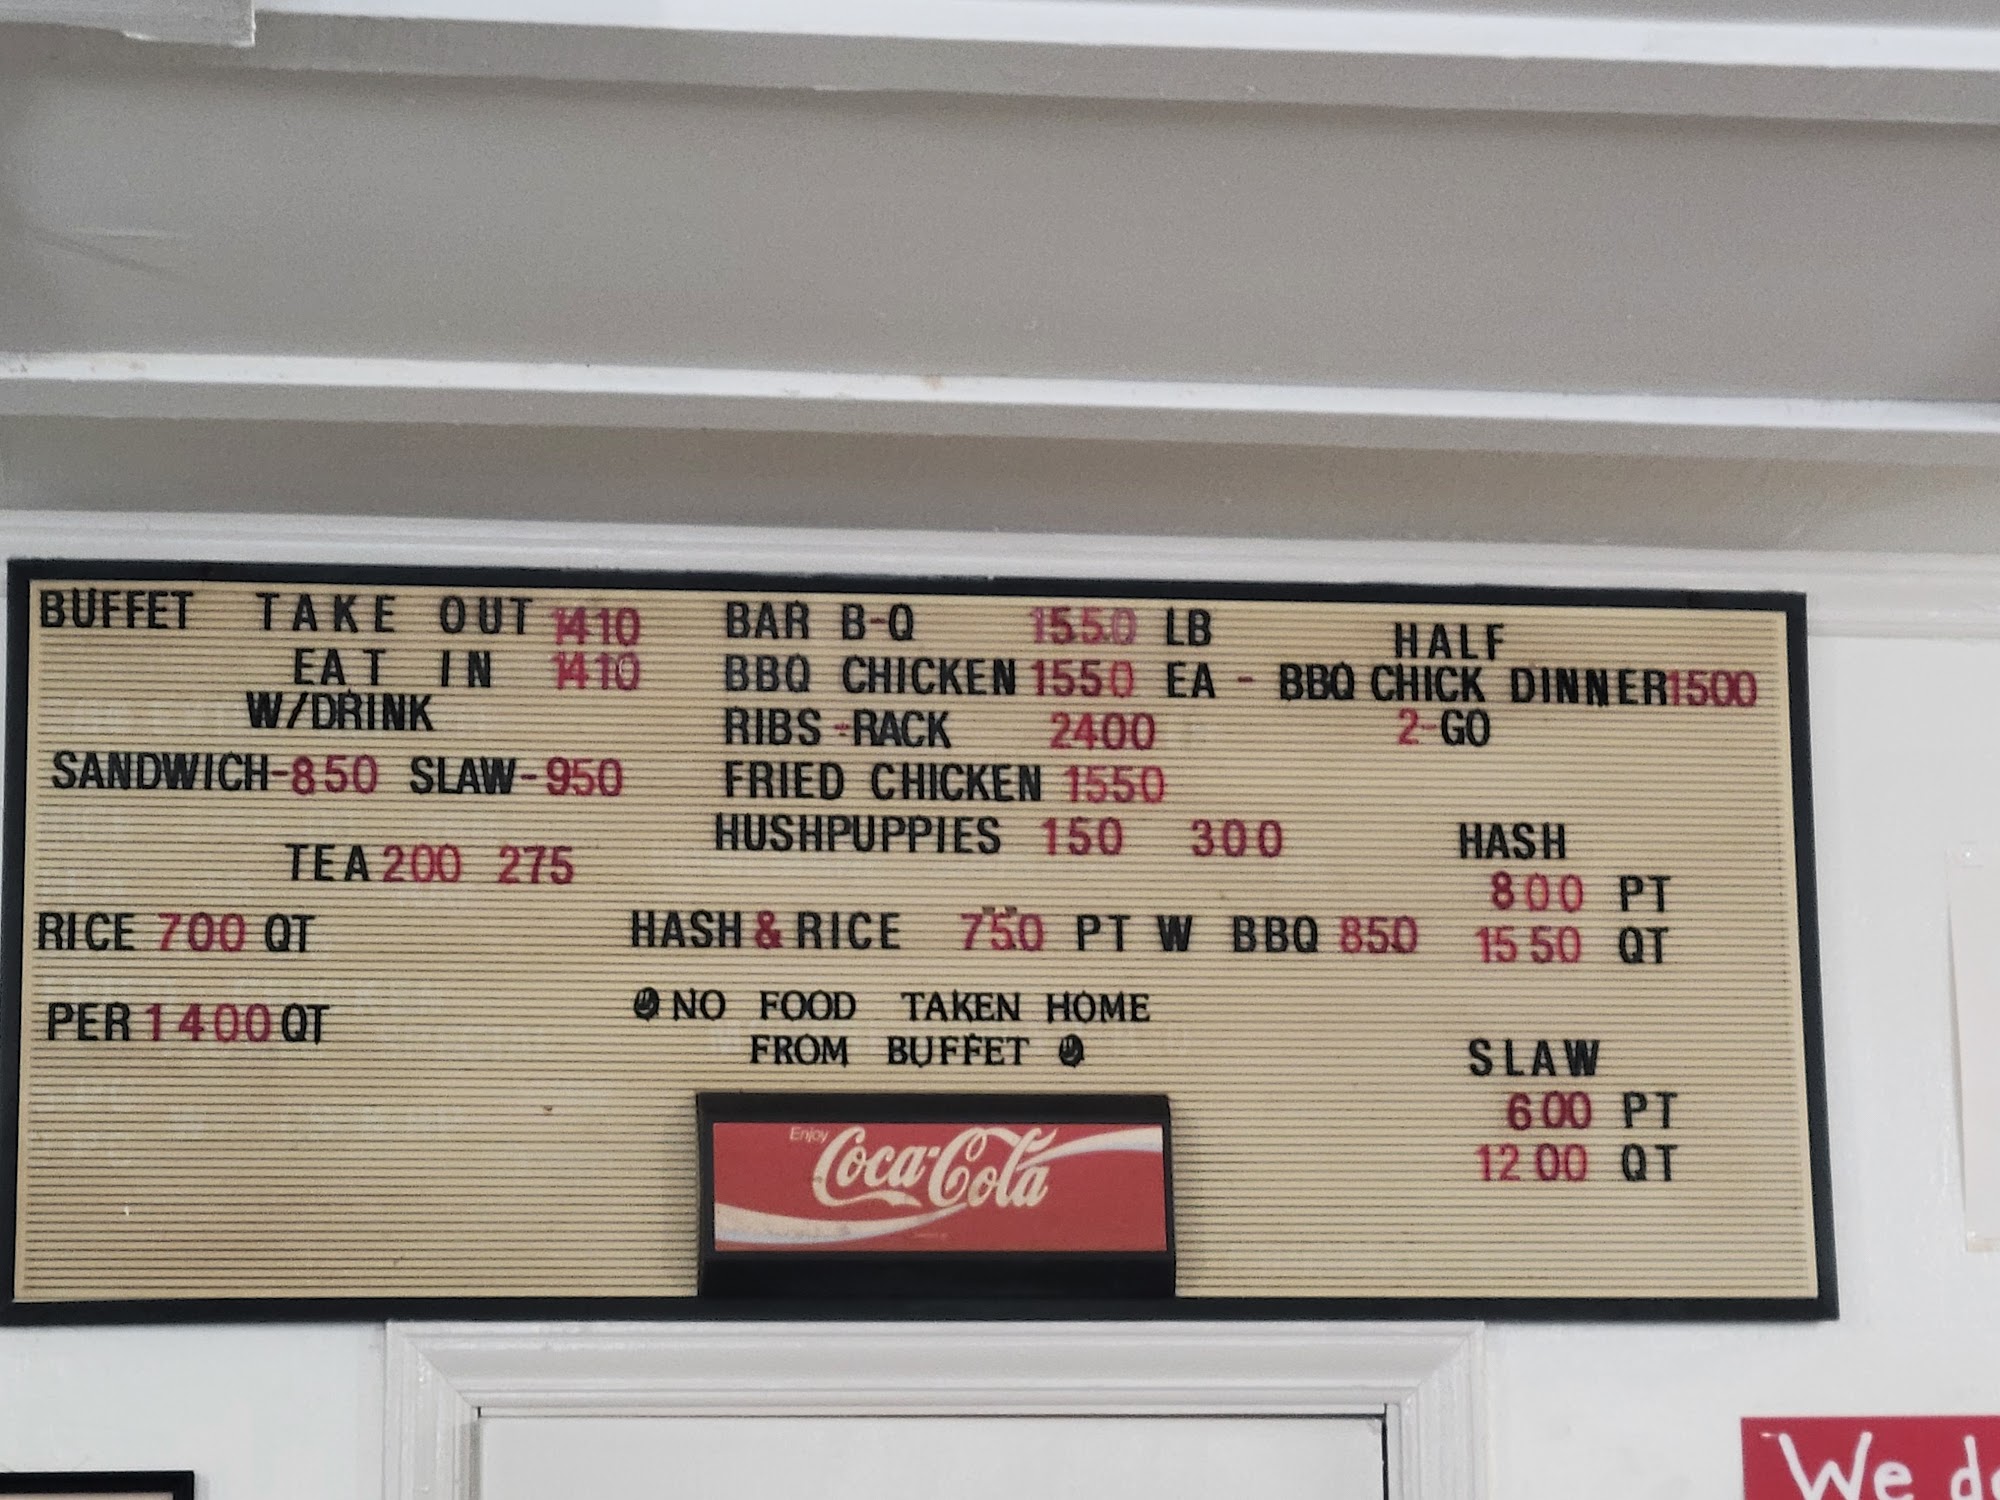 BUFFET TAKE OUT 1410
EAT IN 1410
W/DRINK
SANDWICH-850 SLAW-950
TEA 200 275
RICE 700 QT
PER 1400 QT
BAR B-Q 1550 LB
BBQ CHICKEN 1550 EA - HALF BBQ CHICK DINNER 1500
2-GO
RIBS-RACK 2400
FRIED CHICKEN 1550
HUSHPUPPIES 150 300
HASH & RICE 750 PT W BBQ 850
NO FOOD TAKEN HOME
FROM BUFFET
HASH
800 PT
1550 QT
SLAW
600 PT
1200 QT
Enjoy
Coca-Cola
We do